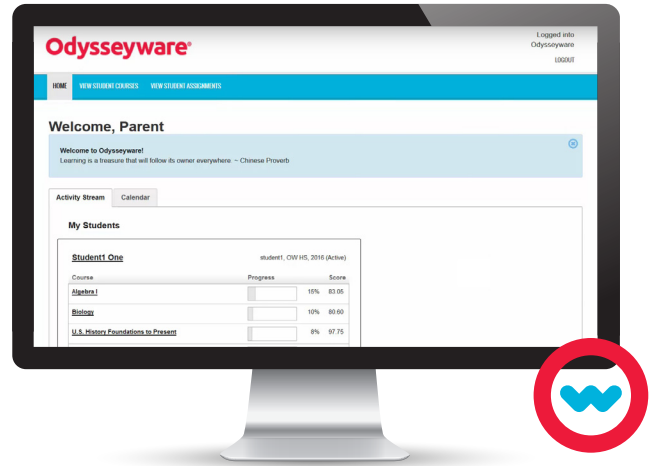 Odysseyware®
Logged into
Odysseyware
LOGOUT
HOME VIEW STUDENT COURSES VIEW STUDENT ASSIGNMENTS
Welcome, Parent
Welcome to Odysseyware!
Learning is a treasure that will follow its owner everywhere. ~ Chinese Proverb
Activity Stream Calendar
My Students
Student1 One student1, OW HS, 2016 (Active)
Course Progress Score
Algebra I 15% 83.05
Biology 10% 80.60
U.S. History Foundations to Present 8% 97.75